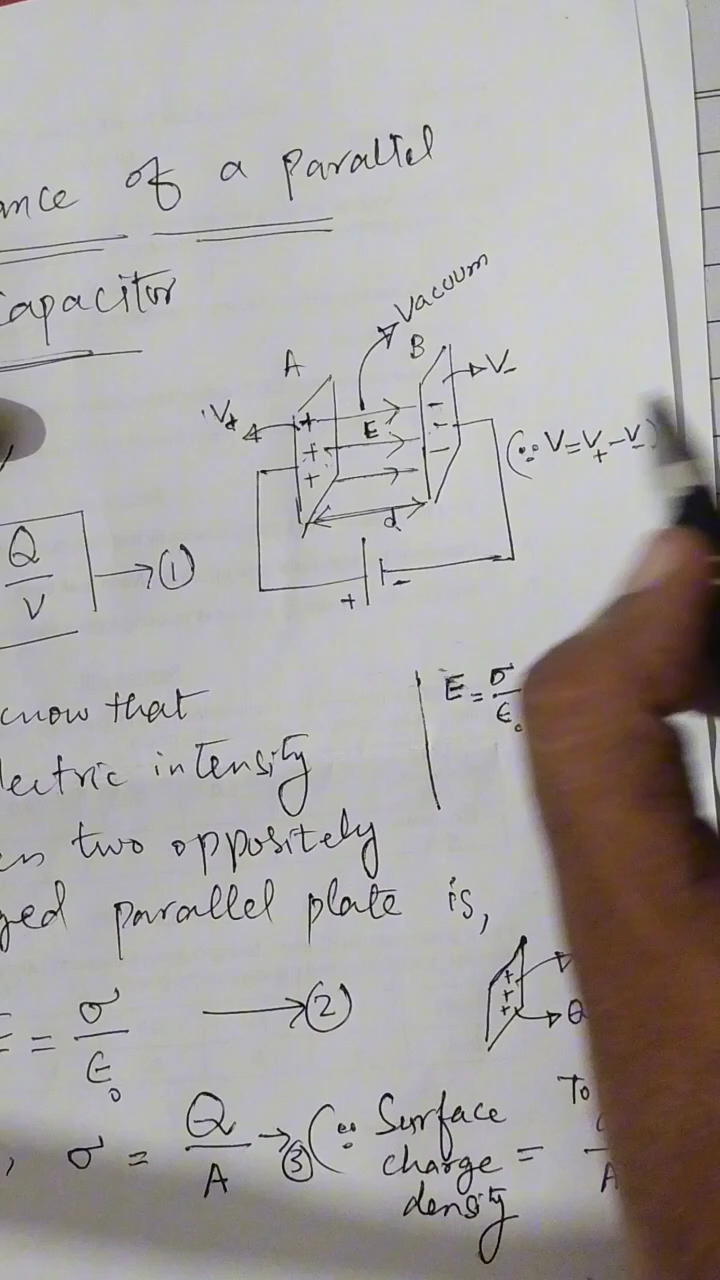 ance of a parallel
Capacitor
Vacuum
A
B
V₊
V₋
+ E -
+ -
+ -
d
(∵ V=V₊-V₋)
+ -
Q/V → ①
know that
E = σ/ε₀
lectric intensity
en two oppositely
ged parallel plate is,
+
+
+
Q
= σ/ε₀ → ②
, σ = Q/A → ③ (∵ Surface charge density =
To
A